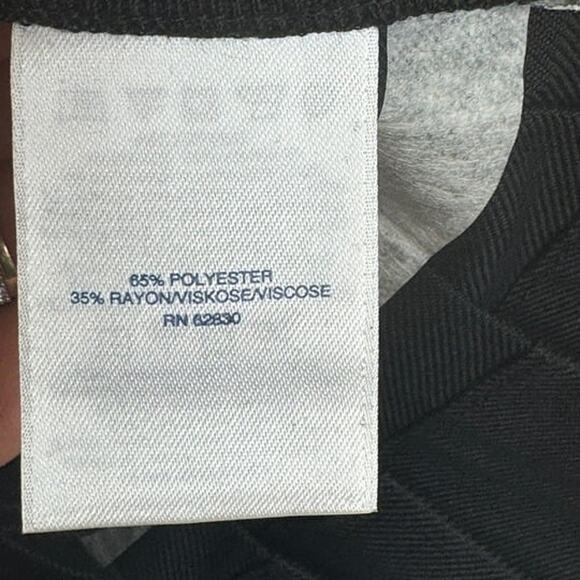 65% POLYESTER
35% RAYON/VISKOSE/VISCOSE
RN 62830